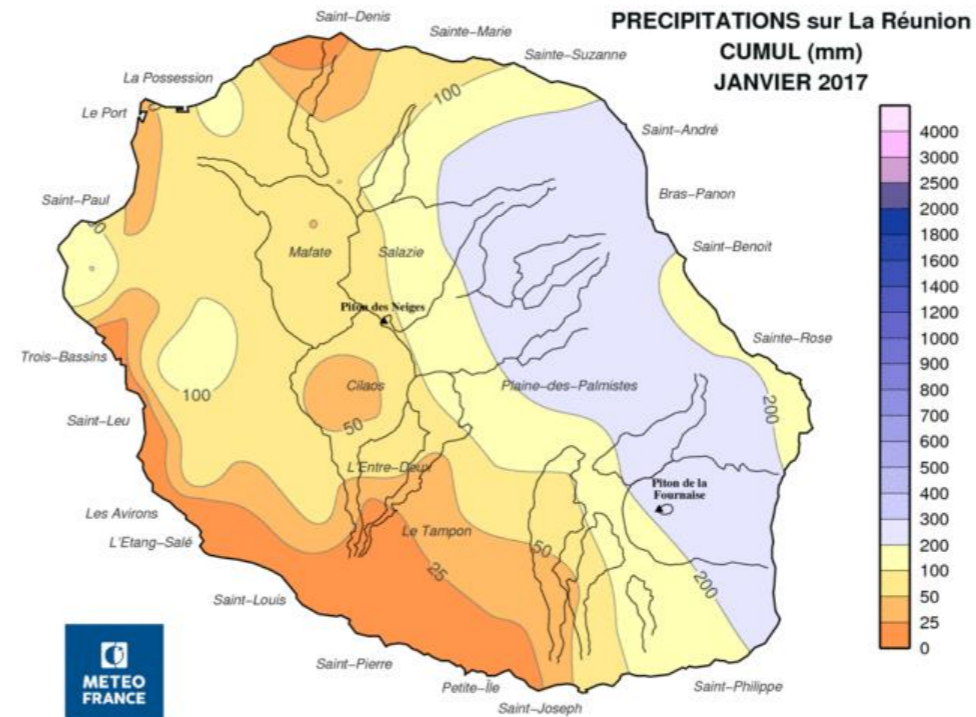 PRECIPITATIONS sur La Réunion
CUMUL (mm)
JANVIER 2017
Saint-Denis
Sainte-Marie
Sainte-Suzanne
La Possession
Le Port
100
Saint-André
Saint-Paul
Bras-Panon
Mafate
Salazie
Saint-Benoit
Piton des Neiges
Sainte-Rose
Trois-Bassins
Cilaos
Plaine-des-Palmistes
100
200
Saint-Leu
50
L'Entre-Deux
Piton de la
Fournaise
Les Avirons
Le Tampon
L'Etang-Salé
50
25
200
Saint-Louis
Saint-Pierre
Petite-Île
Saint-Philippe
Saint-Joseph
4000
3000
2500
2000
1800
1600
1400
1200
1000
900
800
700
600
500
400
300
200
100
50
25
0
METEO
FRANCE